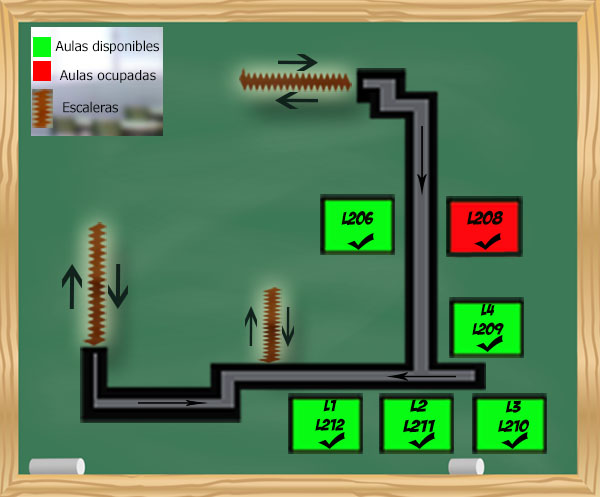 Aulas disponibles
Aulas ocupadas
Escaleras
L206
L208
L4
L209
L1
L212
L2
L211
L3
L210